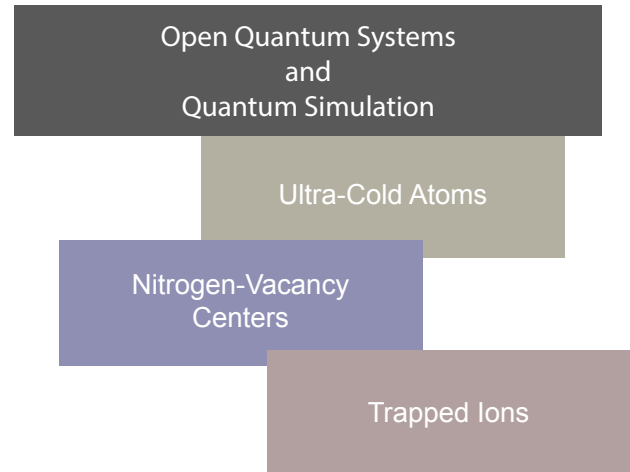 Open Quantum Systems
and
Quantum Simulation
Ultra-Cold Atoms
Nitrogen-Vacancy
Centers
Trapped Ions